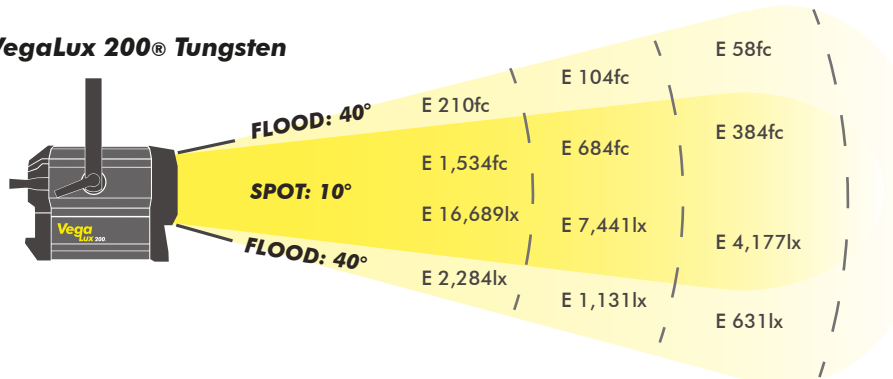 VegaLux 200® Tungsten
FLOOD: 40°
E 210fc
E 104fc
E 58fc
SPOT: 10°
E 1,534fc
E 684fc
E 384fc
E 16,689lx
E 7,441lx
E 4,177lx
FLOOD: 40°
E 2,284lx
E 1,131lx
E 631lx
Vega
Lux 200